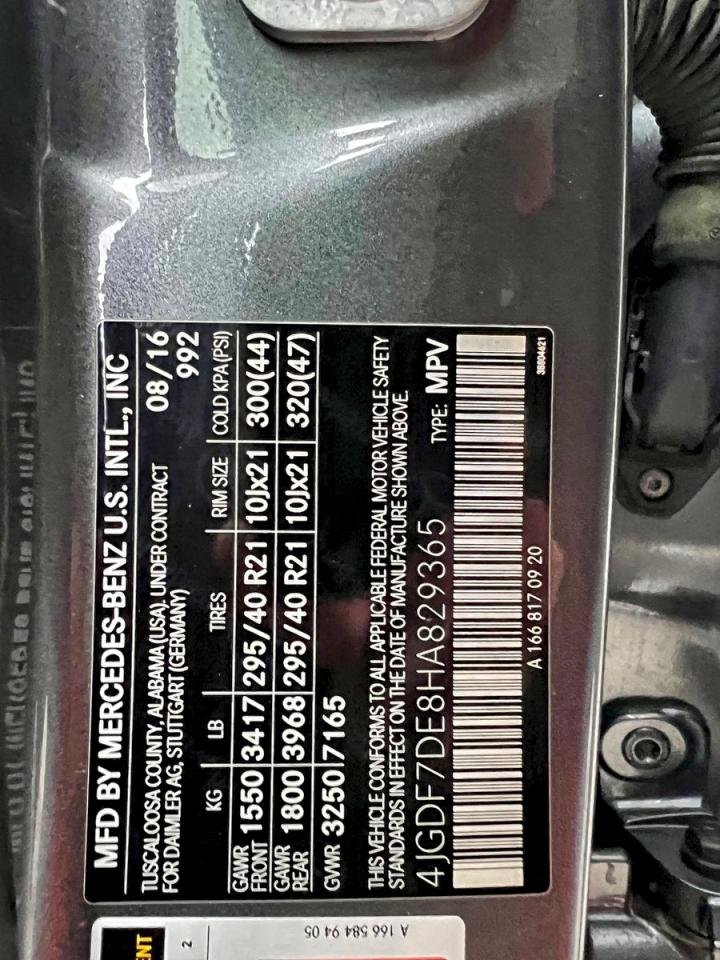 MFD BY MERCEDES-BENZ U.S. INTL., INC
TUSCALOOSA COUNTY, ALABAMA (USA), UNDER CONTRACT 08/16
FOR DAIMLER AG, STUTTGART (GERMANY) 992
KG LB TIRES RIM SIZE COLD KPA (PSI)
GAWR FRONT 1550 3417 295/40 R21 10Jx21 300(44)
GAWR REAR 1800 3968 295/40 R21 10Jx21 320(47)
GVWR 3250 7165
THIS VEHICLE CONFORMS TO ALL APPLICABLE FEDERAL MOTOR VEHICLE SAFETY
STANDARDS IN EFFECT ON THE DATE OF MANUFACTURE SHOWN ABOVE.
4JGDF7DE8HA829365 TYPE: MPV
A 166 817 09 20 38804621
ENT
2
A 166 584 94 05